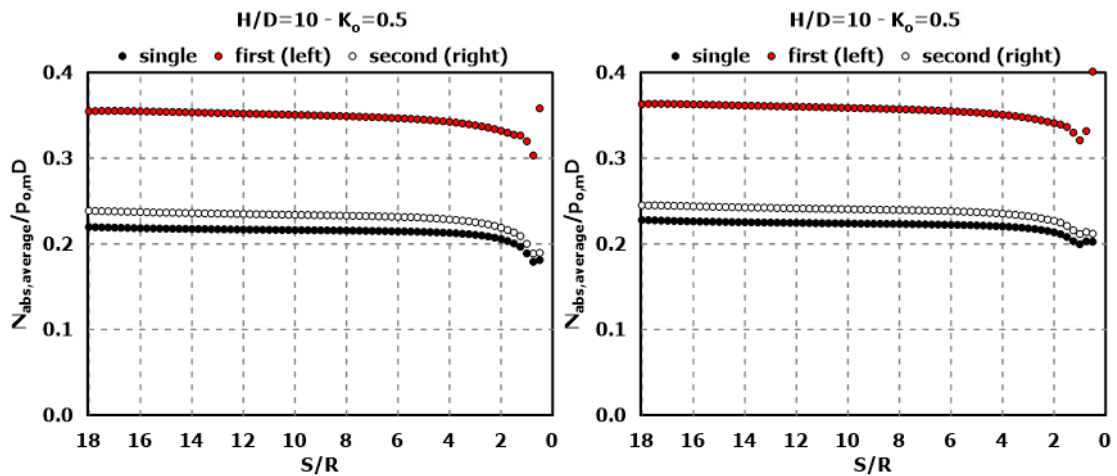 H/D=10 - Ko=0.5
single first (left) second (right)
Nabs,average/po,mD
0.4
0.3
0.2
0.1
0.0
18 16 14 12 10 8 6 4 2 0
S/R
H/D=10 - Ko=0.5
single first (left) second (right)
Nabs,average/po,mD
0.4
0.3
0.2
0.1
0.0
18 16 14 12 10 8 6 4 2 0
S/R